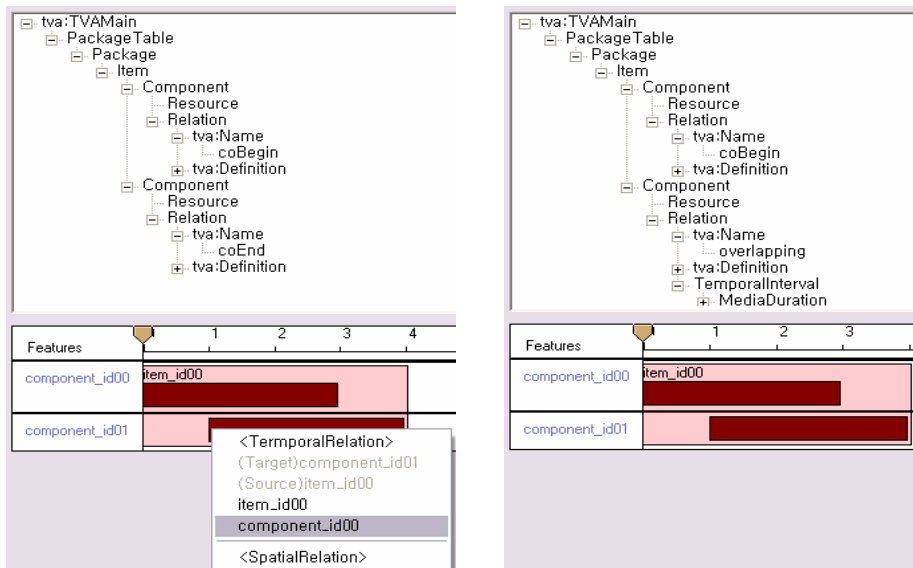 tva:TVAMain
PackageTable
Package
Item
Component
Resource
Relation
tva:Name
coBegin
tva:Definition
Component
Resource
Relation
tva:Name
coEnd
tva:Definition
Features
1 2 3 4
component_id00
item_id00
component_id01
<TermporalRelation>
(Target)component_id01
(Source)item_id00
item_id00
component_id00
<SpatialRelation>
tva:TVAMain
PackageTable
Package
Item
Component
Resource
Relation
tva:Name
coBegin
tva:Definition
Component
Resource
Relation
tva:Name
overlapping
tva:Definition
TemporalInterval
MediaDuration
Features
1 2 3
component_id00
item_id00
component_id01